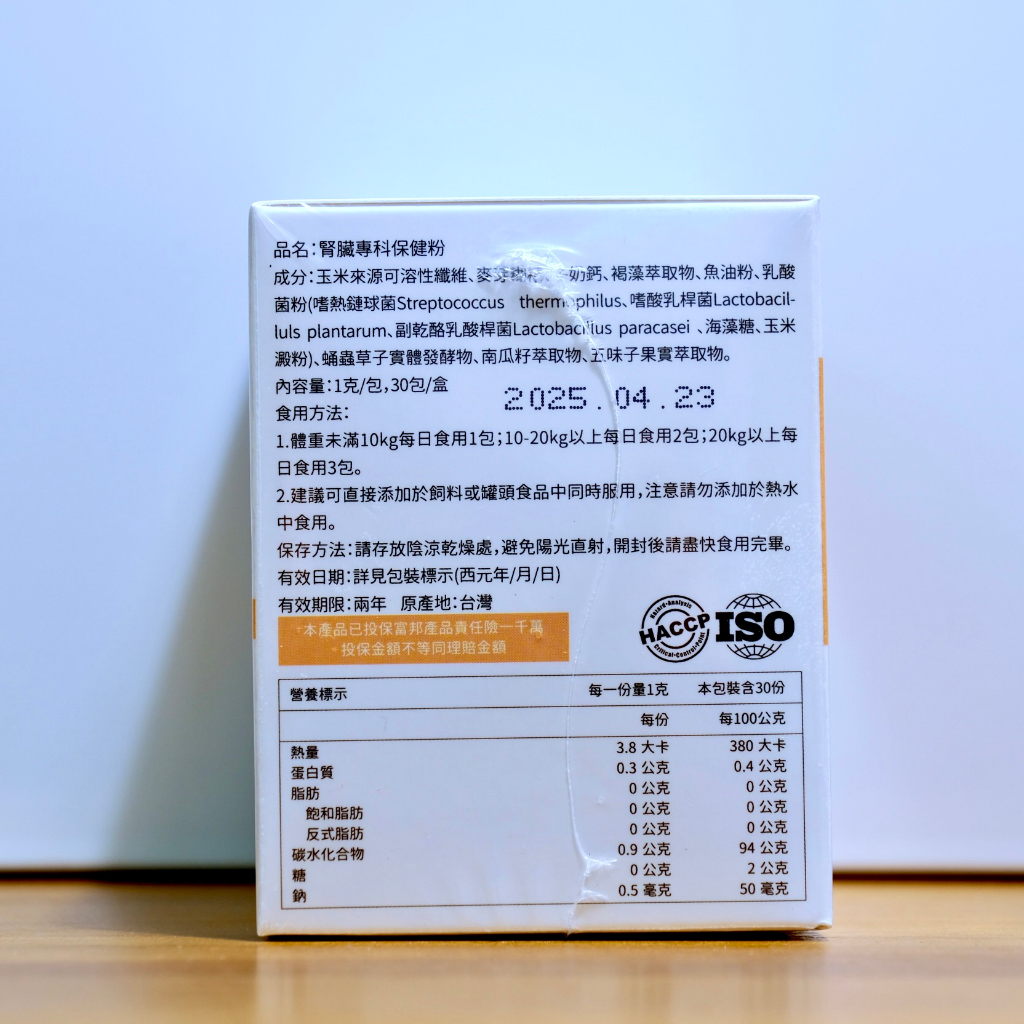 品名:腎臟專科保健粉
成分:玉米來源可溶性纖維、麥芽糊精、牛奶鈣、褐藻萃取物、魚油粉、乳酸
菌粉(嗜熱鏈球菌Streptococcus thermophilus、嗜酸乳桿菌Lactobacil-
luls plantarum、副乾酪乳酸桿菌Lactobacillus paracasei 、海藻糖、玉米
澱粉)、蛹蟲草子實體發酵物、南瓜籽萃取物、五味子果實萃取物。
內容量:1克/包,30包/盒
2025.04.23
食用方法:
1.體重未滿10kg每日食用1包;10-20kg以上每日食用2包;20kg以上每
日食用3包。
2.建議可直接添加於飼料或罐頭食品中同時服用,注意請勿添加於熱水
中食用。
保存方法:請存放陰涼乾燥處,避免陽光直射,開封後請盡快食用完畢。
有效日期:詳見包裝標示(西元年/月/日)
有效期限:兩年 原產地:台灣
本產品已投保富邦產品責任險一千萬
投保金額不等同理賠金額
Hazard-Analysis
HACCP
Critical-Control-Point
ISO
營養標示 每一份量1克 本包裝含30份
每份 每100公克
熱量 3.8 大卡 380 大卡
蛋白質 0.3 公克 0.4 公克
脂肪 0 公克 0 公克
飽和脂肪 0 公克 0 公克
反式脂肪 0 公克 0 公克
碳水化合物 0.9 公克 94 公克
糖 0 公克 2 公克
鈉 0.5 毫克 50 毫克